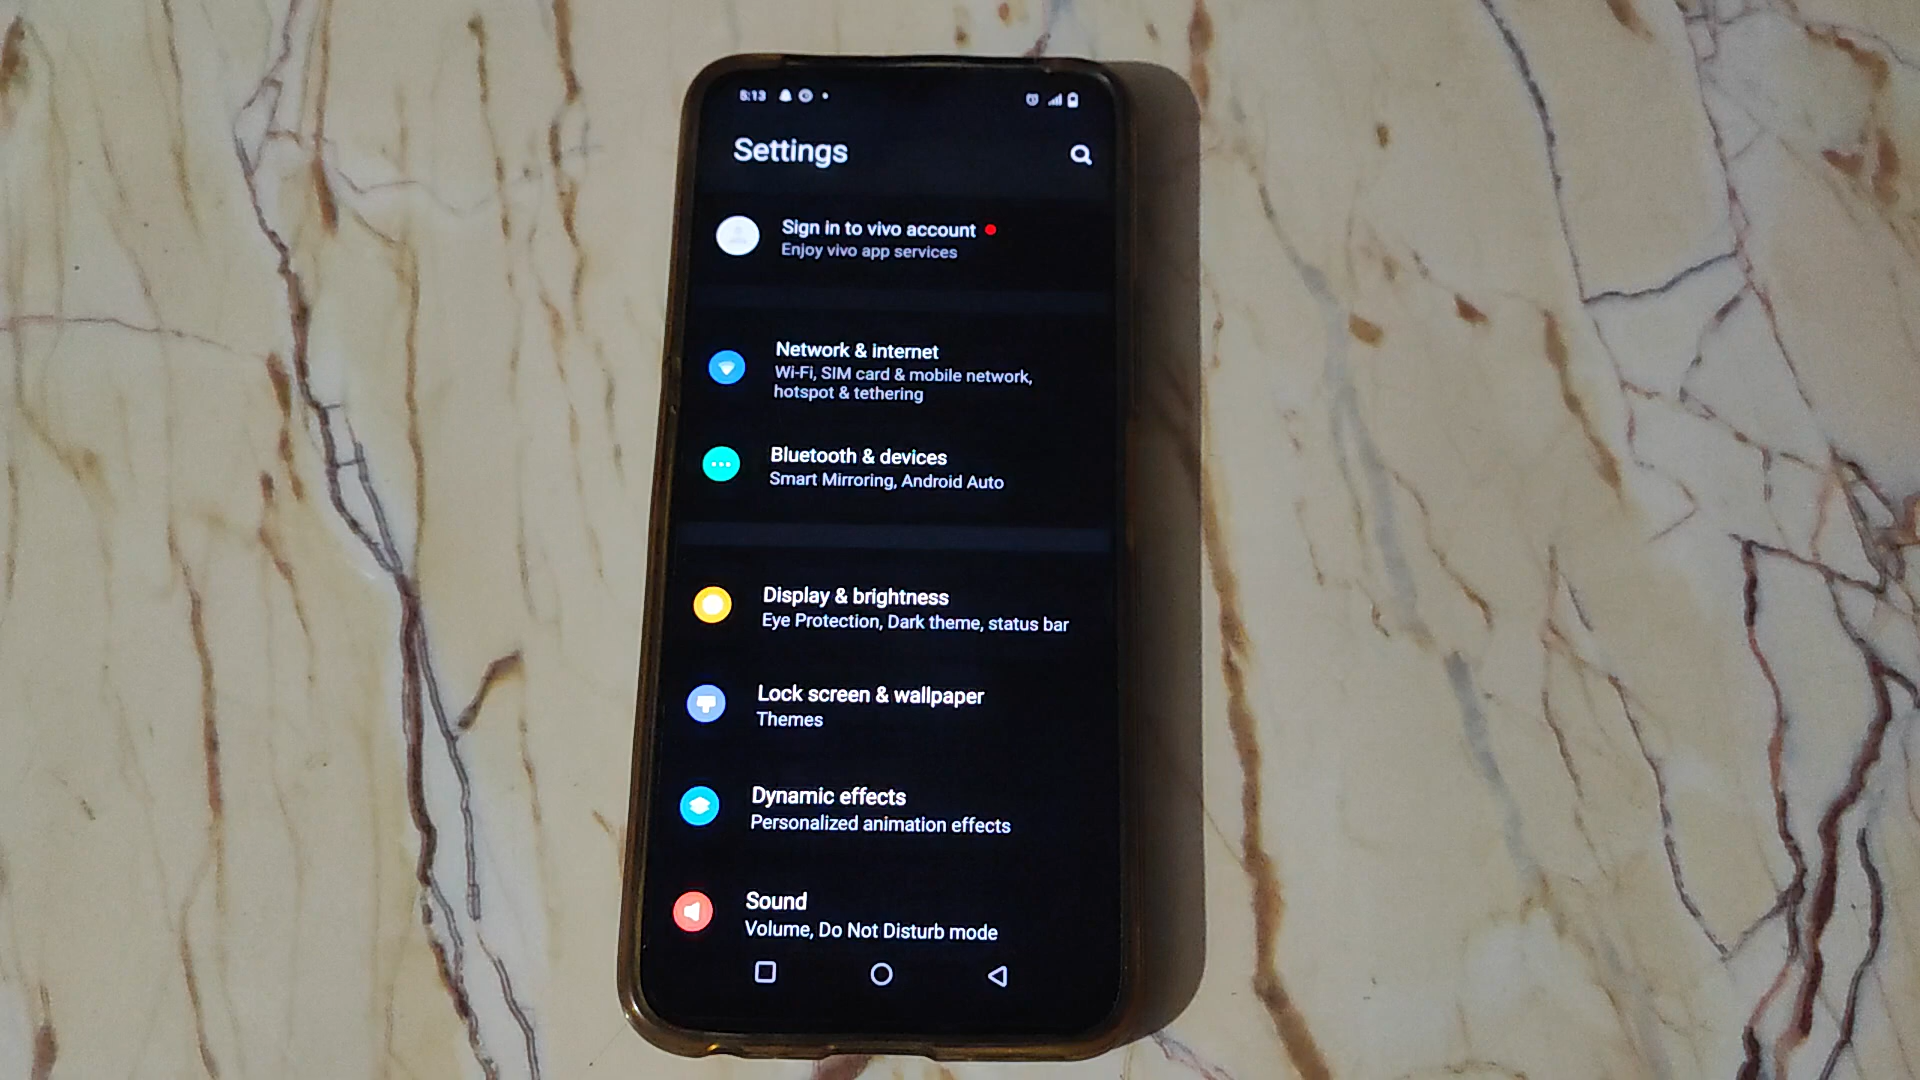 5:13
Settings
Sign in to vivo account
Enjoy vivo app services
Network & internet
Wi-Fi, SIM card & mobile network,
hotspot & tethering
Bluetooth & devices
Smart Mirroring, Android Auto
Display & brightness
Eye Protection, Dark theme, status bar
Lock screen & wallpaper
Themes
Dynamic effects
Personalized animation effects
Sound
Volume, Do Not Disturb mode